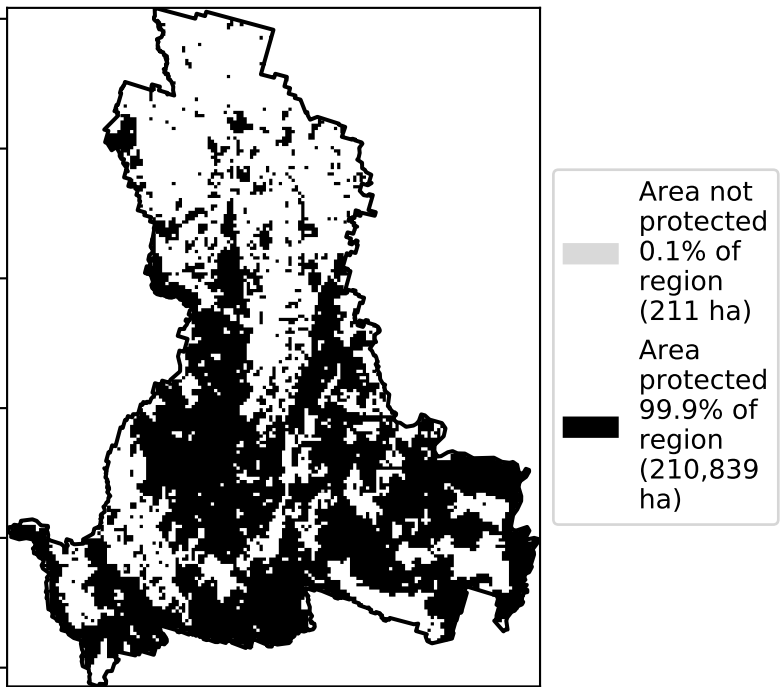 Area not
protected
0.1% of
region
(211 ha)
Area
protected
99.9% of
region
(210,839
ha)